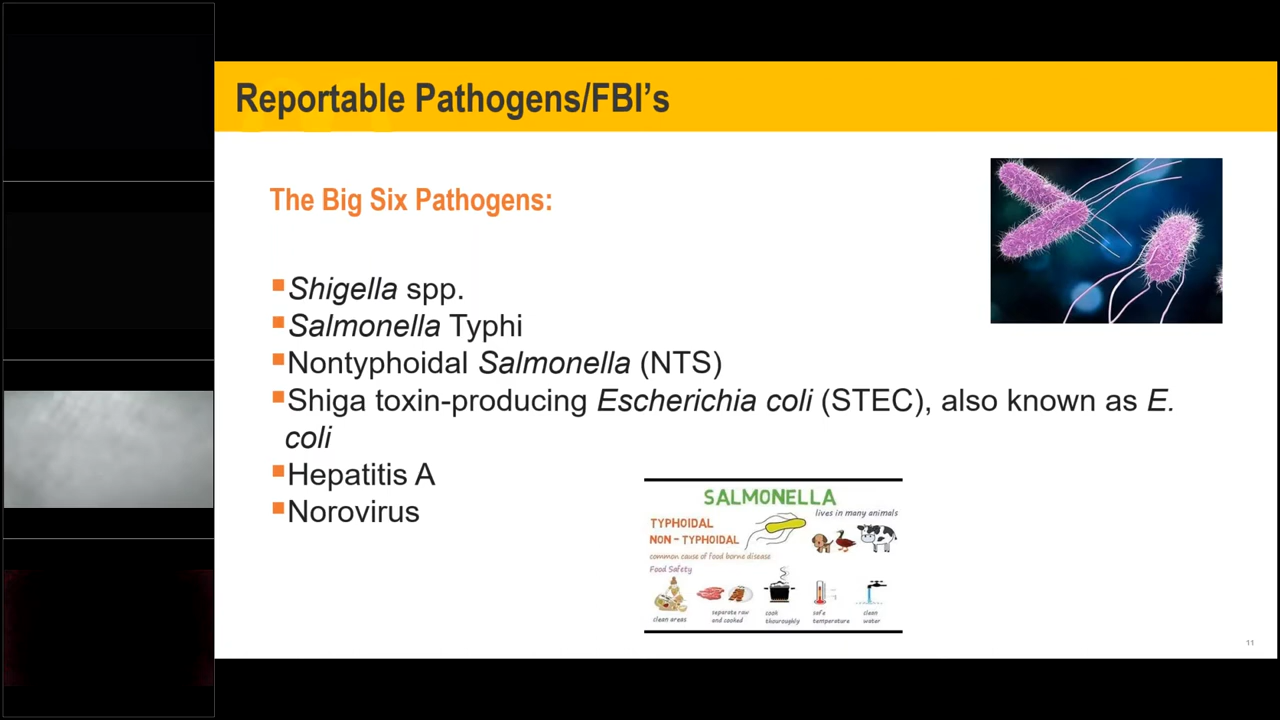 Reportable Pathogens/FBI's
The Big Six Pathogens:
Shigella spp.
Salmonella Typhi
Nontyphoidal Salmonella (NTS)
Shiga toxin-producing Escherichia coli (STEC), also known as E.
coli
Hepatitis A
Norovirus
SALMONELLA
lives in many animals
TYPHOIDAL
NON - TYPHOIDAL
common cause of food borne disease
Food Safety
clean areas
separate raw
and cooked
cook
thouroughly
safe
temperature
clean
water
11